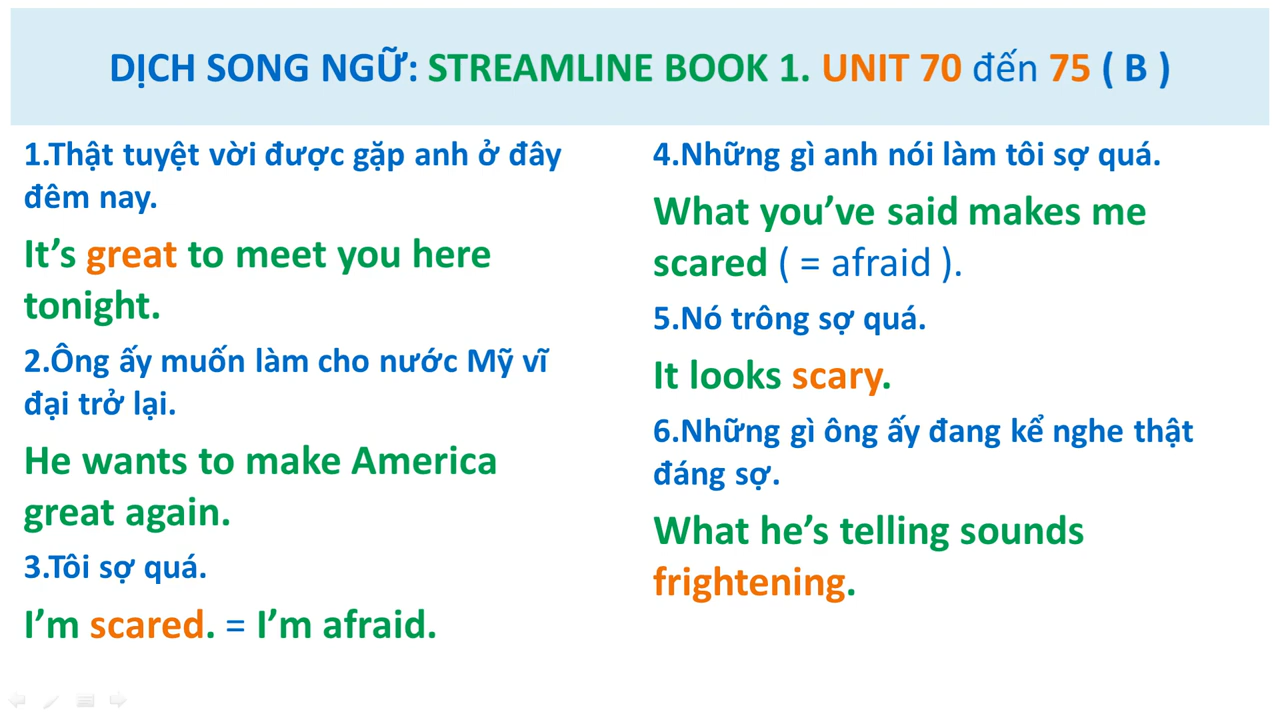 DỊCH SONG NGỮ: STREAMLINE BOOK 1. UNIT 70 đến 75 ( B )
1.Thật tuyệt vời được gặp anh ở đây
đêm nay.
It’s great to meet you here
tonight.
2.Ông ấy muốn làm cho nước Mỹ vĩ
đại trở lại.
He wants to make America
great again.
3.Tôi sợ quá.
I’m scared. = I’m afraid.
4.Những gì anh nói làm tôi sợ quá.
What you’ve said makes me
scared ( = afraid ).
5.Nó trông sợ quá.
It looks scary.
6.Những gì ông ấy đang kể nghe thật
đáng sợ.
What he’s telling sounds
frightening.